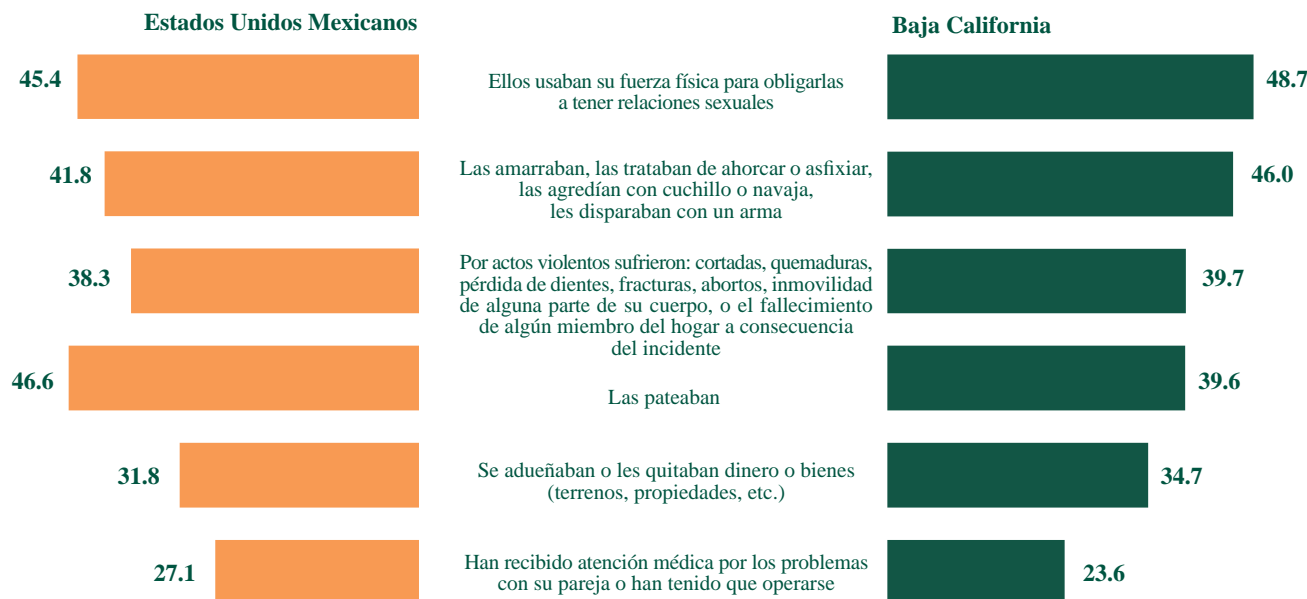 Estados Unidos Mexicanos
Baja California
45.4
Ellos usaban su fuerza física para obligarlas
a tener relaciones sexuales
48.7
41.8
Las amarraban, las trataban de ahorcar o asfixiar,
las agredían con cuchillo o navaja,
les disparaban con un arma
46.0
38.3
Por actos violentos sufrieron: cortadas, quemaduras,
pérdida de dientes, fracturas, abortos, inmovilidad
de alguna parte de su cuerpo, o el fallecimiento
de algún miembro del hogar a consecuencia
del incidente
39.7
46.6
Las pateaban
39.6
31.8
Se adueñaban o les quitaban dinero o bienes
(terrenos, propiedades, etc.)
34.7
27.1
Han recibido atención médica por los problemas
con su pareja o han tenido que operarse
23.6